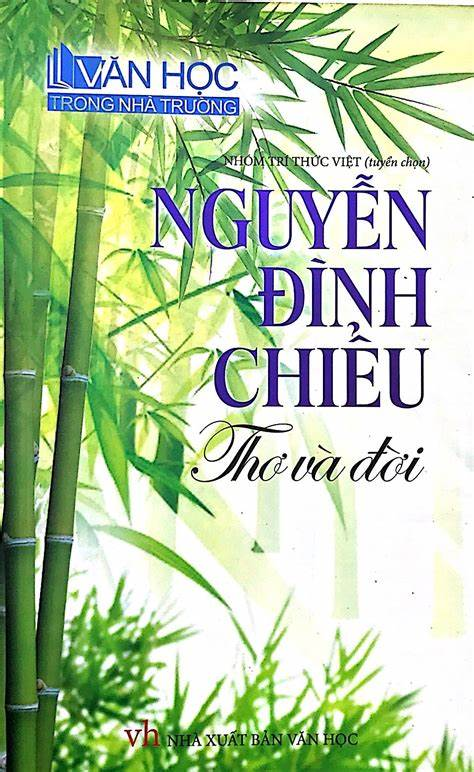 VĂN HỌC
TRONG NHÀ TRƯỜNG
NHÓM TRI THỨC VIỆT (tuyển chọn)
NGUYỄN
ĐÌNH
CHIỂU
Thơ và đời
vh NHÀ XUẤT BẢN VĂN HỌC